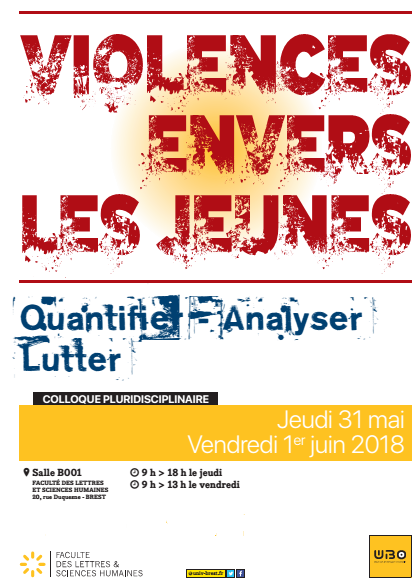 VIOLENCES
ENVERS
LES JEUNES
Quantifier - Analyser
Lutter
COLLOQUE PLURIDISCIPLINAIRE
Jeudi 31 mai
Vendredi 1er juin 2018
Salle B001
FACULTÉ DES LETTRES
ET SCIENCES HUMAINES
20, rue Duquesne - BREST
9 h > 18 h le jeudi
9 h > 13 h le vendredi
FACULTE
DES LETTRES &
SCIENCES HUMAINES
@univ-brest.fr
UBO